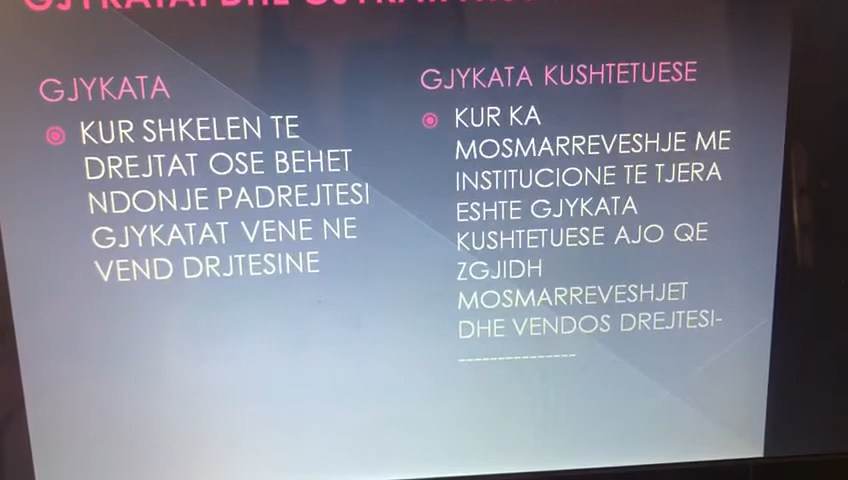 GJYKATA
KUR SHKELEN TE
DREJTAT OSE BEHET
NDONJE PADREJTESI
GJYKATAT VENE NE
VEND DRJTESINE
GJYKATA KUSHTETUESE
KUR KA
MOSMARREVESHJE ME
INSTITUCIONE TE TJERA
ESHTE GJYKATA
KUSHTETUESE AJO QE
ZGJIDH
MOSMARREVESHJET
DHE VENDOS DREJTESI-
---------------